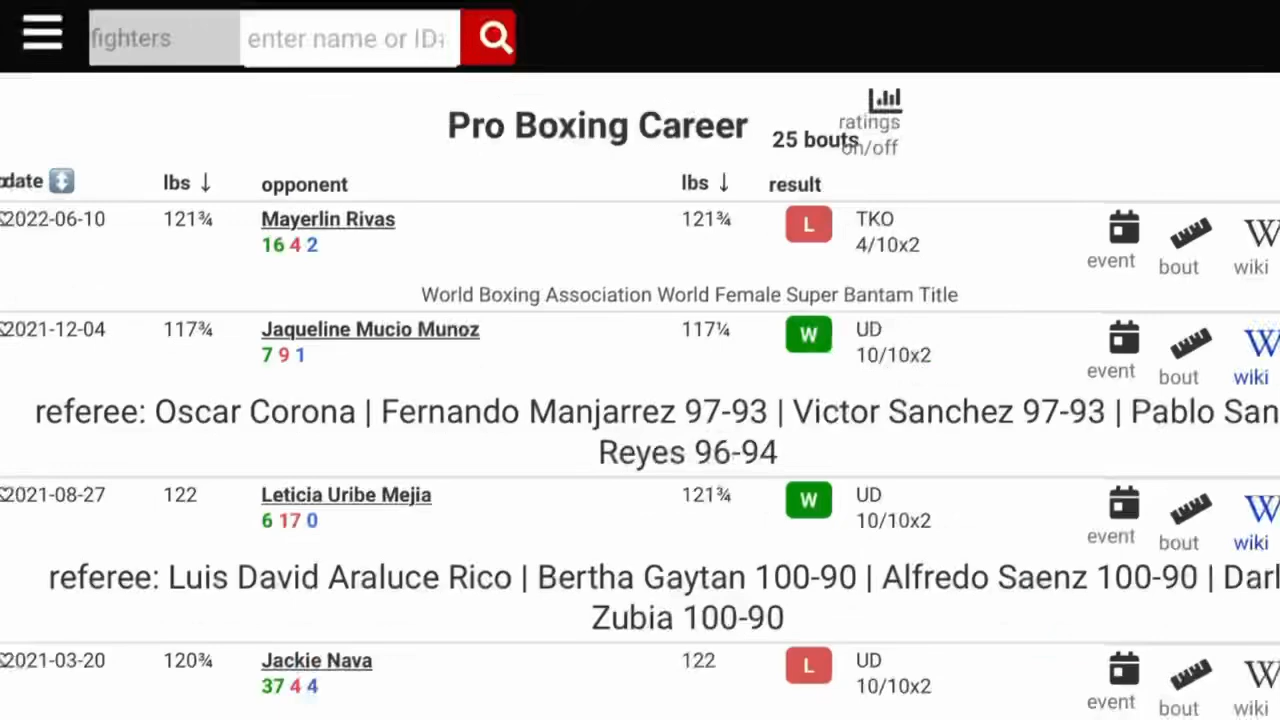 fighters enter name or ID#
Pro Boxing Career 25 bouts ratings on/off
date lbs ↓ opponent lbs ↓ result
2022-06-10 121¾ Mayerlin Rivas 121¾ L TKO
16 4 2 4/10x2
event bout wiki
World Boxing Association World Female Super Bantam Title
2021-12-04 117¾ Jaqueline Mucio Munoz 117¼ W UD
7 9 1 10/10x2
event bout wiki
referee: Oscar Corona | Fernando Manjarrez 97-93 | Victor Sanchez 97-93 | Pablo San
Reyes 96-94
2021-08-27 122 Leticia Uribe Mejia 121¾ W UD
6 17 0 10/10x2
event bout wiki
referee: Luis David Araluce Rico | Bertha Gaytan 100-90 | Alfredo Saenz 100-90 | Darl
Zubia 100-90
2021-03-20 120¾ Jackie Nava 122 L UD
37 4 4 10/10x2
event bout wiki